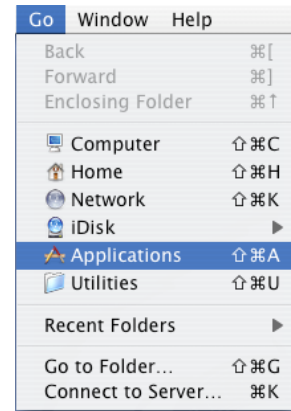 Go Window Help
Back ⌘[
Forward ⌘]
Enclosing Folder ⌘↑
Computer ⇧⌘C
Home ⇧⌘H
Network ⇧⌘K
iDisk ▶
Applications ⇧⌘A
Utilities ⇧⌘U
Recent Folders ▶
Go to Folder... ⇧⌘G
Connect to Server... ⌘K